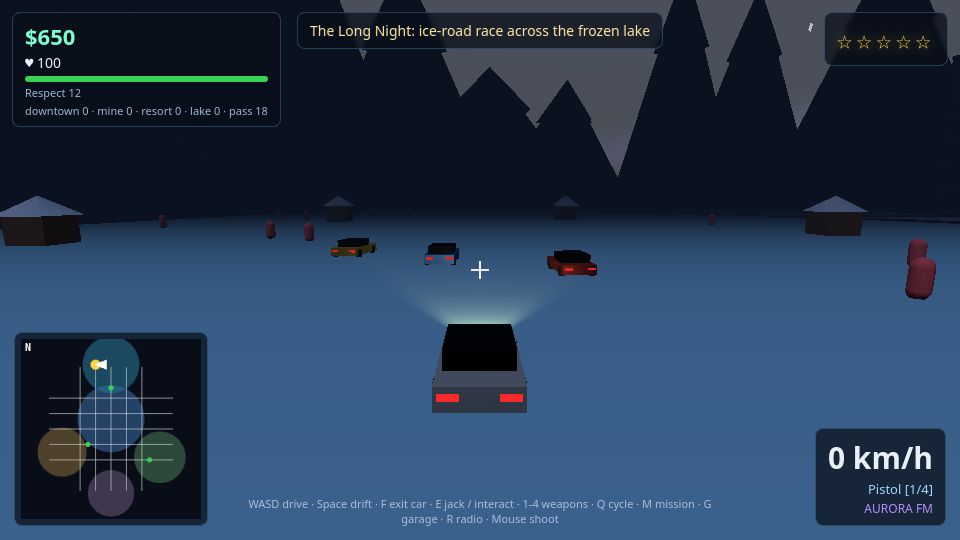 $650
♥ 100
Respect 12
downtown 0 · mine 0 · resort 0 · lake 0 · pass 18
The Long Night: ice-road race across the frozen lake
☆☆☆☆☆
N
WASD drive · Space drift · F exit car · E jack / interact · 1-4 weapons · Q cycle · M mission · G
garage · R radio · Mouse shoot
0 km/h
Pistol [1/4]
AURORA FM